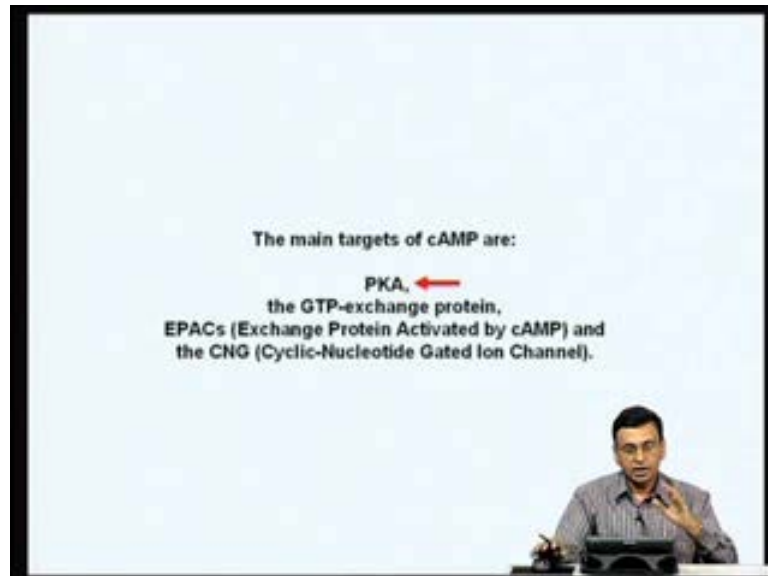 The main targets of cAMP are:
PKA,
the GTP-exchange protein,
EPACs (Exchange Protein Activated by cAMP) and
the CNG (Cyclic-Nucleotide Gated Ion Channel).